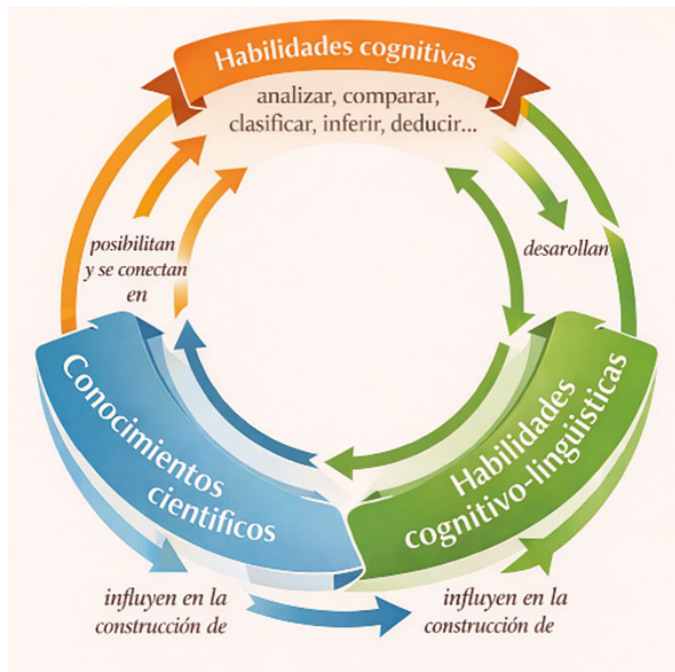 Habilidades cognitivas
analizar, comparar,
clasificar, inferir, deducir...
posibilitan
y se conectan
en
desarollan
Conocimientos
científicos
Habilidades
cognitivo-lingüisticas
influyen en la
construcción de
influyen en la
construcción de